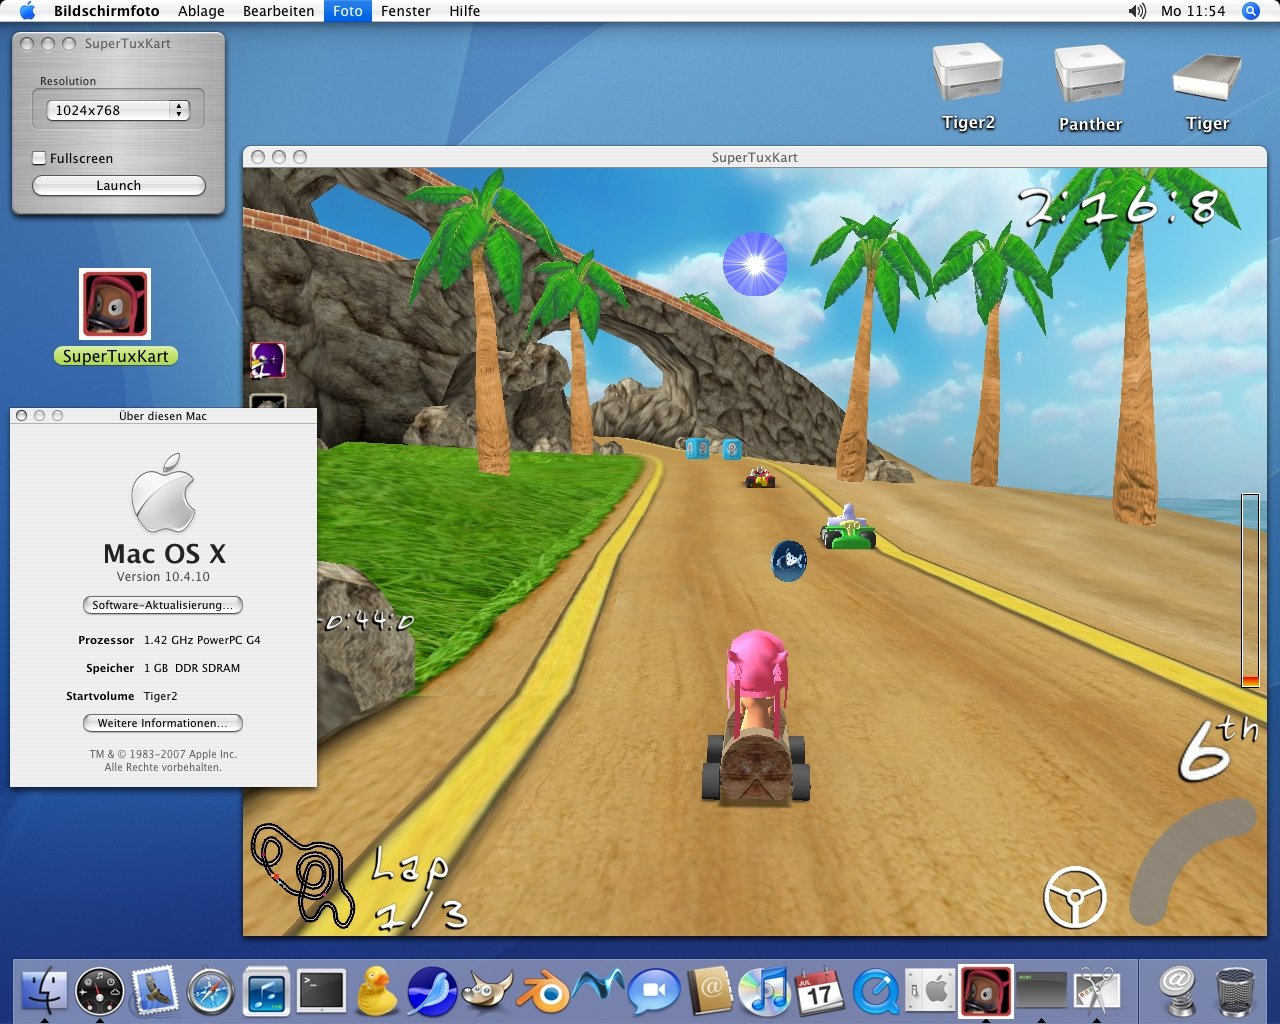 Bildschirmfoto Ablage Bearbeiten Foto Fenster Hilfe Mo 11:54
SuperTuxKart
Resolution
1024x768
Fullscreen
Launch
Tiger2
Panther
Tiger
SuperTuxKart
SuperTuxKart
2:16:8
Über diesen Mac
Mac OS X
Version 10.4.10
Software-Aktualisierung...
Prozessor 1.42 GHz PowerPC G4
Speicher 1 GB DDR SDRAM
Startvolume Tiger2
Weitere Informationen...
TM & © 1983-2007 Apple Inc.
Alle Rechte vorbehalten.
-0:44:0
6th
Lap
1/3
JUL
17